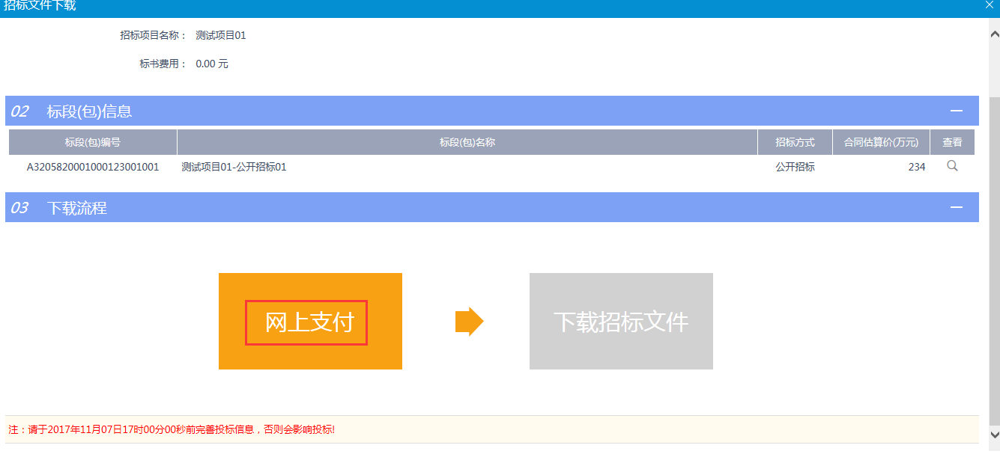 招标文件下载
招标项目名称： 测试项目01
标书费用： 0.00 元
02 标段(包)信息
标段(包)编号 标段(包)名称 招标方式 合同估算价(万元) 查看
A3205820001000123001001 测试项目01-公开招标01 公开招标 234
03 下载流程
网上支付 下载招标文件
注：请于2017年11月07日17时00分00秒前完善投标信息，否则会影响投标!